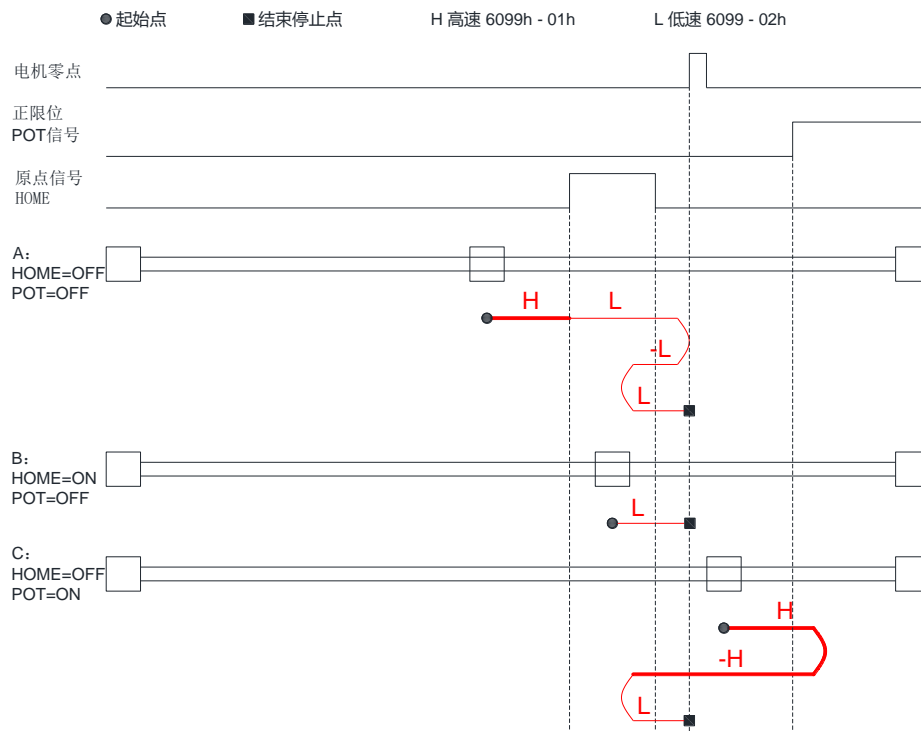 起始点 结束停止点 H 高速 6099h - 01h L 低速 6099 - 02h
电机零点
正限位
POT信号
原点信号
HOME
A：
HOME=OFF
POT=OFF
H L
-L
L
B：
HOME=ON
POT=OFF
L
C：
HOME=OFF
POT=ON
H
-H
L